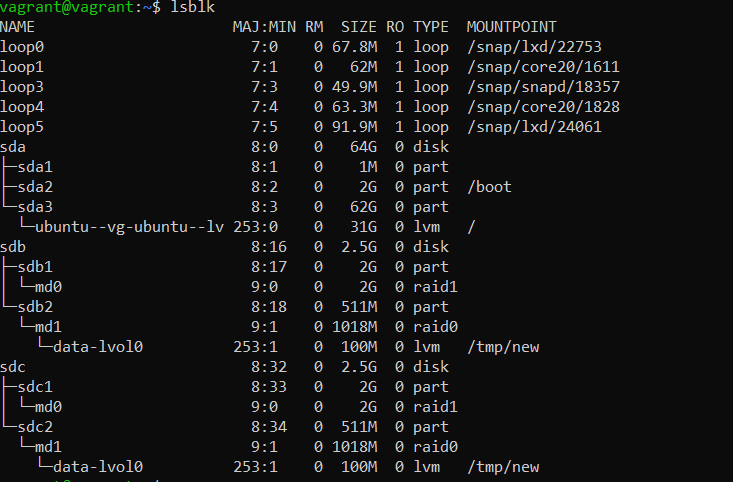 vagrant@vagrant:~$ lsblk
NAME                      MAJ:MIN RM  SIZE RO TYPE  MOUNTPOINT
loop0                       7:0    0 67.8M  1 loop  /snap/lxd/22753
loop1                       7:1    0   62M  1 loop  /snap/core20/1611
loop3                       7:3    0 49.9M  1 loop  /snap/snapd/18357
loop4                       7:4    0 63.3M  1 loop  /snap/core20/1828
loop5                       7:5    0 91.9M  1 loop  /snap/lxd/24061
sda                         8:0    0   64G  0 disk
├─sda1                      8:1    0    1M  0 part
├─sda2                      8:2    0    2G  0 part  /boot
└─sda3                      8:3    0   62G  0 part
  └─ubuntu--vg-ubuntu--lv 253:0    0   31G  0 lvm   /
sdb                         8:16   0  2.5G  0 disk
├─sdb1                      8:17   0    2G  0 part
│ └─md0                     9:0    0    2G  0 raid1
└─sdb2                      8:18   0  511M  0 part
  └─md1                     9:1    0 1018M  0 raid0
    └─data-lvol0          253:1    0  100M  0 lvm   /tmp/new
sdc                         8:32   0  2.5G  0 disk
├─sdc1                      8:33   0    2G  0 part
│ └─md0                     9:0    0    2G  0 raid1
└─sdc2                      8:34   0  511M  0 part
  └─md1                     9:1    0 1018M  0 raid0
    └─data-lvol0          253:1    0  100M  0 lvm   /tmp/new